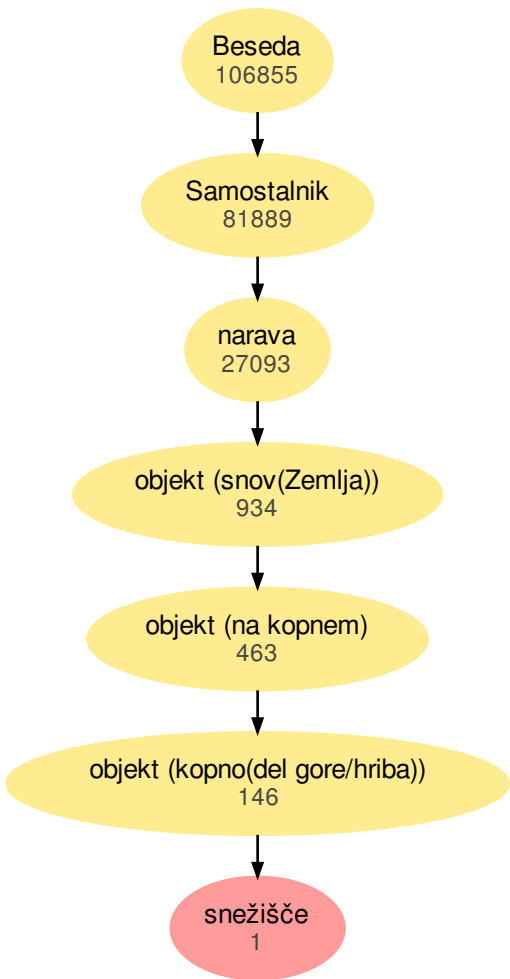 Beseda
106855
Samostalnik
81889
narava
27093
objekt (snov(Zemlja))
934
objekt (na kopnem)
463
objekt (kopno(del gore/hriba))
146
snežišče
1